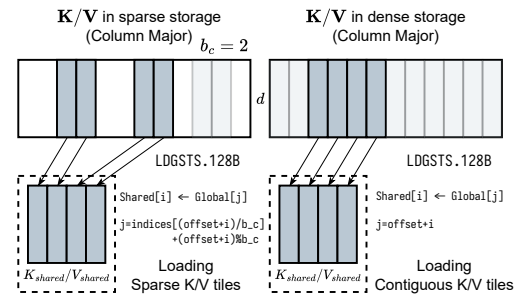 K/V in sparse storage
(Column Major)
b_c = 2
K/V in dense storage
(Column Major)
d
LDGSTS.128B
LDGSTS.128B
Shared[i] ← Global[j]
j=indices[(offset+i)/b_c]
+(offset+i)%b_c
Shared[i] ← Global[j]
j=offset+i
K_shared/V_shared
Loading
Sparse K/V tiles
K_shared/V_shared
Loading
Contiguous K/V tiles